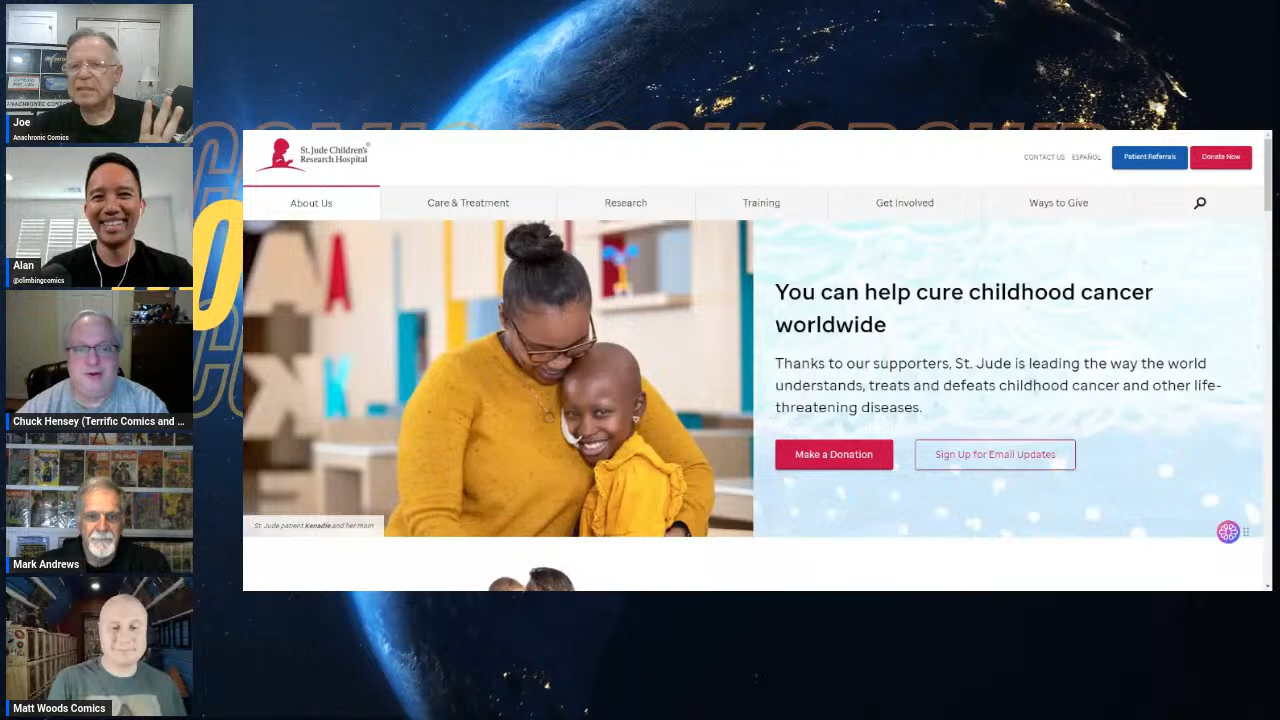 Joe
Anachronic Comics
ANACHRONIC COMICS
Alan
@climbingcomics
Chuck Hensey (Terrific Comics and ...
Mark Andrews
Matt Woods Comics
St. Jude Children's®
Research Hospital
CONTACT US
ESPAÑOL
Patient Referrals
Donate Now
About Us
Care & Treatment
Research
Training
Get Involved
Ways to Give
You can help cure childhood cancer
worldwide
Thanks to our supporters, St. Jude is leading the way the world
understands, treats and defeats childhood cancer and other life-
threatening diseases.
Make a Donation
Sign Up for Email Updates
St. Jude patient Kenadie and her mom